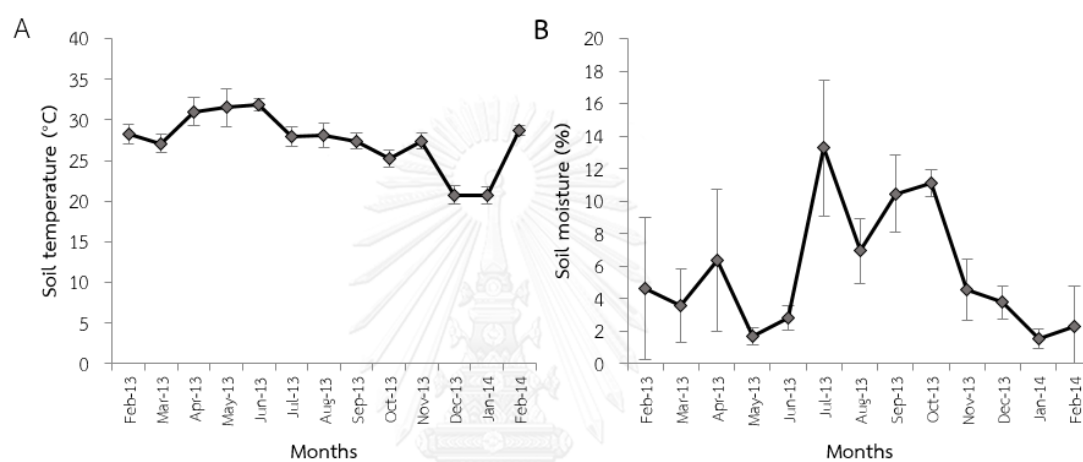 A
Soil temperature (°C)
40
35
30
25
20
15
10
5
0
Feb-13
Mar-13
Apr-13
May-13
Jun-13
Jul-13
Aug-13
Sep-13
Oct-13
Nov-13
Dec-13
Jan-14
Feb-14
Months
B
Soil moisture (%)
20
18
16
14
12
10
8
6
4
2
0
Feb-13
Mar-13
Apr-13
May-13
Jun-13
Jul-13
Aug-13
Sep-13
Oct-13
Nov-13
Dec-13
Jan-14
Feb-14
Months